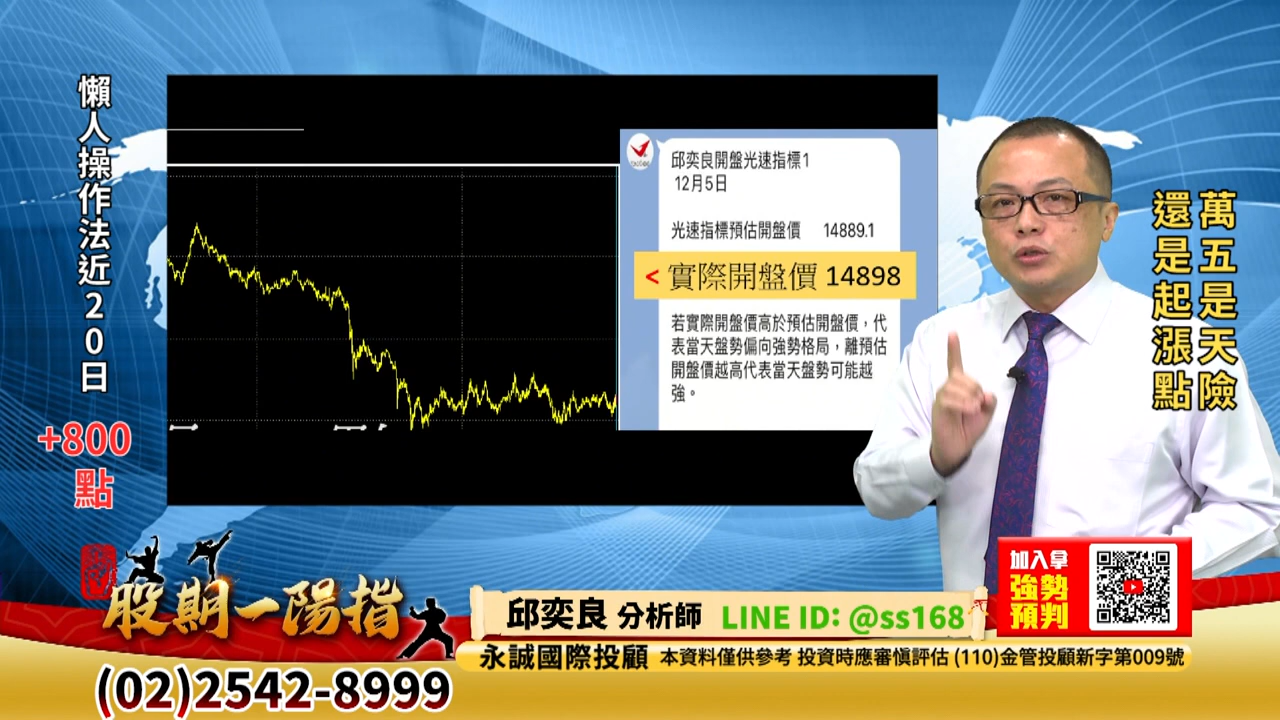 懶人操作法近20日
+800
點
邱奕良開盤光速指標1
12月5日
光速指標預估開盤價 14889.1
< 實際開盤價 14898
若實際開盤價高於預估開盤價，代
表當天盤勢偏向強勢格局，離預估
開盤價越高代表當天盤勢可能越
強。
萬五是天險
還是起漲點
加入拿
強勢
預判
股期一陽指
邱奕良 分析師 LINE ID: @ss168
永誠國際投顧 本資料僅供參考 投資時應審慎評估 (110)金管投顧新字第009號
(02)2542-8999